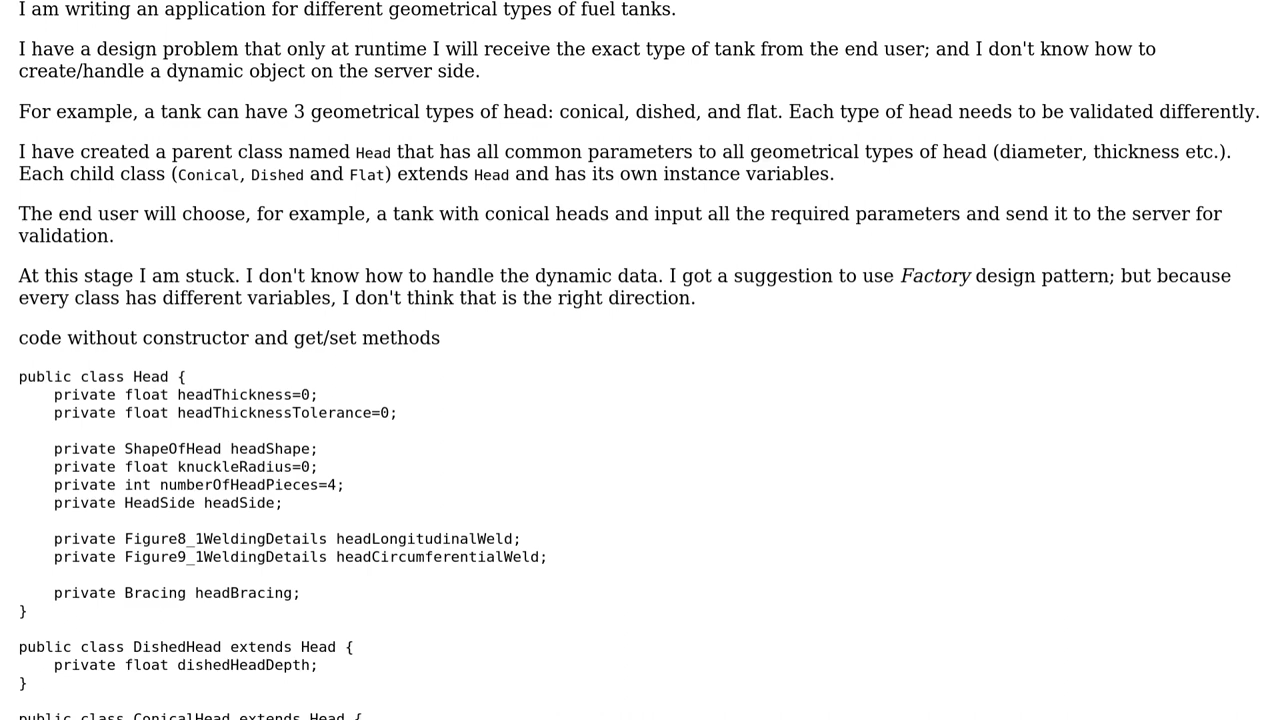 I am writing an application for different geometrical types of fuel tanks.
I have a design problem that only at runtime I will receive the exact type of tank from the end user; and I don't know how to
create/handle a dynamic object on the server side.
For example, a tank can have 3 geometrical types of head: conical, dished, and flat. Each type of head needs to be validated differently.
I have created a parent class named Head that has all common parameters to all geometrical types of head (diameter, thickness etc.).
Each child class (Conical, Dished and Flat) extends Head and has its own instance variables.
The end user will choose, for example, a tank with conical heads and input all the required parameters and send it to the server for
validation.
At this stage I am stuck. I don't know how to handle the dynamic data. I got a suggestion to use Factory design pattern; but because
every class has different variables, I don't think that is the right direction.
code without constructor and get/set methods
public class Head {
    private float headThickness=0;
    private float headThicknessTolerance=0;
    private ShapeOfHead headShape;
    private float knuckleRadius=0;
    private int numberOfHeadPieces=4;
    private HeadSide headSide;
    private Figure8_1WeldingDetails headLongitudinalWeld;
    private Figure9_1WeldingDetails headCircumferentialWeld;
    private Bracing headBracing;
}
public class DishedHead extends Head {
    private float dishedHeadDepth;
}
public class ConicalHead extends Head {